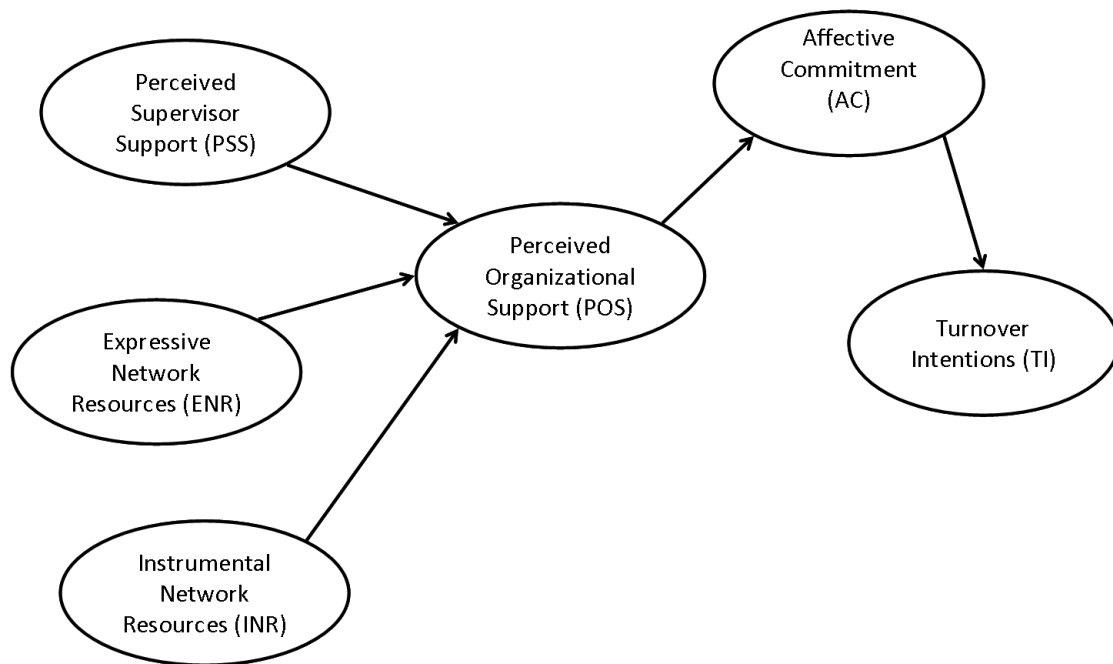 Perceived
Supervisor
Support (PSS)
Expressive
Network
Resources (ENR)
Instrumental
Network
Resources (INR)
Perceived
Organizational
Support (POS)
Affective
Commitment
(AC)
Turnover
Intentions (TI)